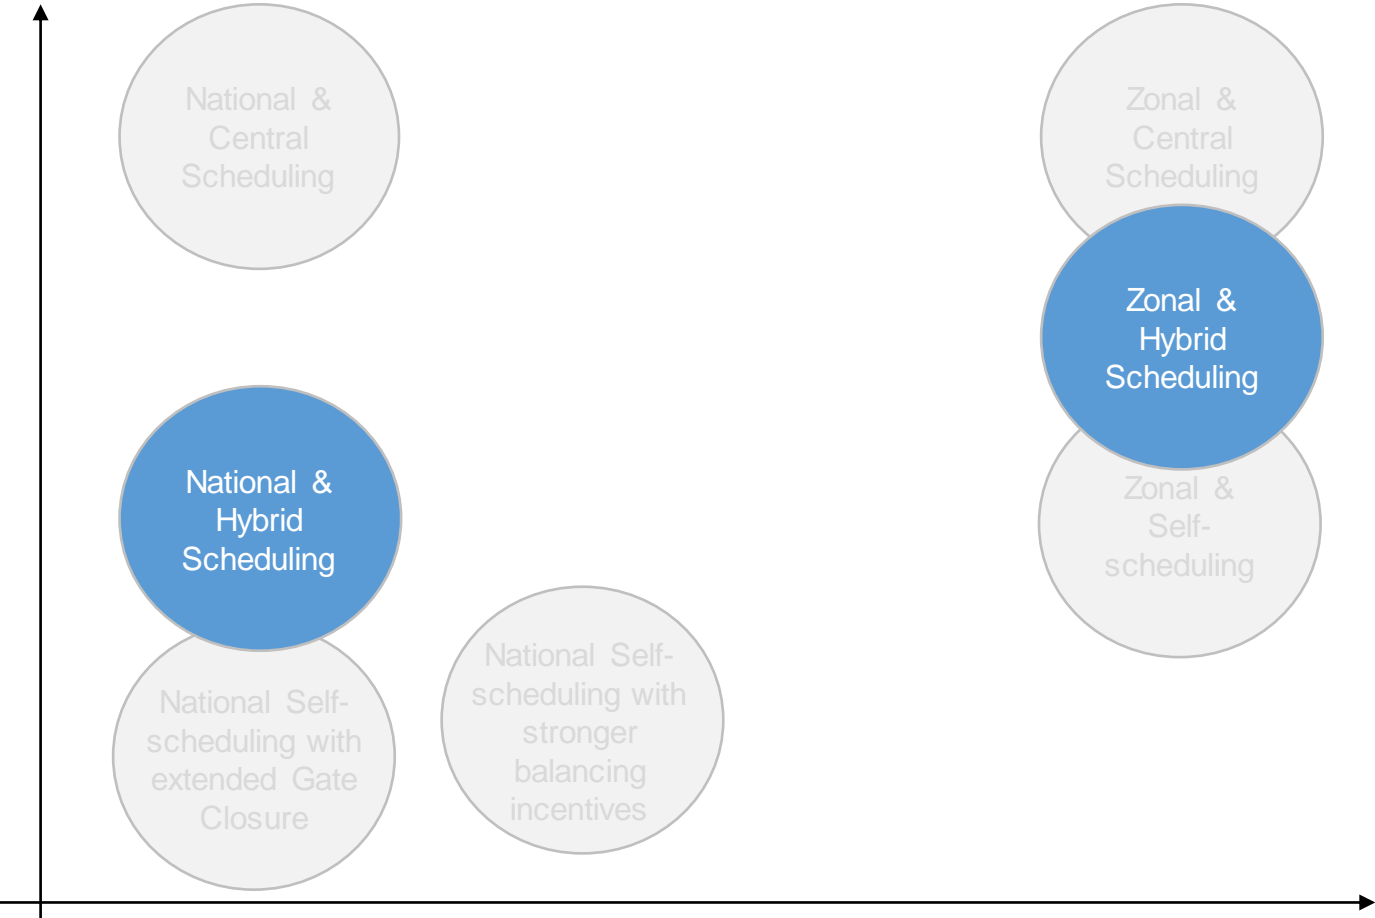 National &
Central
Scheduling
Zonal &
Central
Scheduling
Zonal &
Hybrid
Scheduling
National &
Hybrid
Scheduling
Zonal &
Self-
scheduling
National Self-
scheduling with
stronger
balancing
incentives
National Self-
scheduling with
extended Gate
Closure